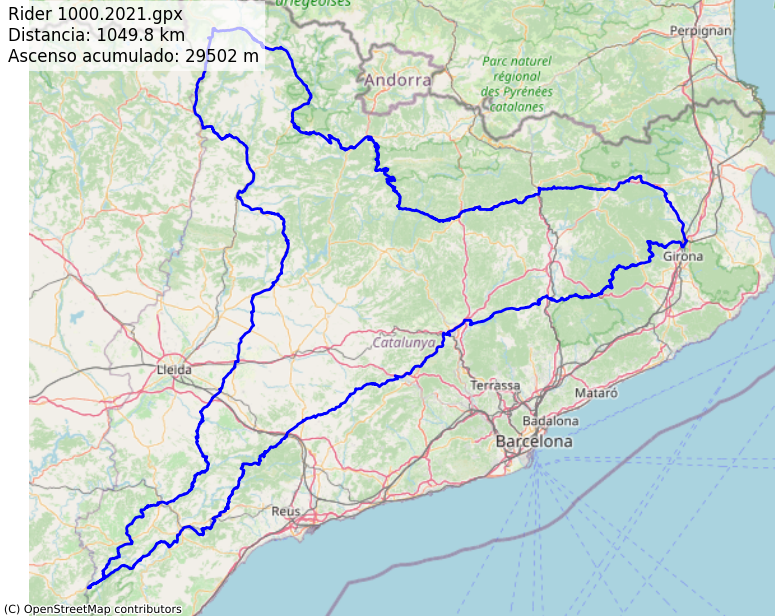 Rider 1000.2021.gpx
Distancia: 1049.8 km
Ascenso acumulado: 29502 m
Perpignan
Andorra
Parc naturel
régional
des Pyrénées
catalanes
Girona
Catalunya
Lleida
Terrassa
Mataró
Badalona
Barcelona
Reus
(C) OpenStreetMap contributors